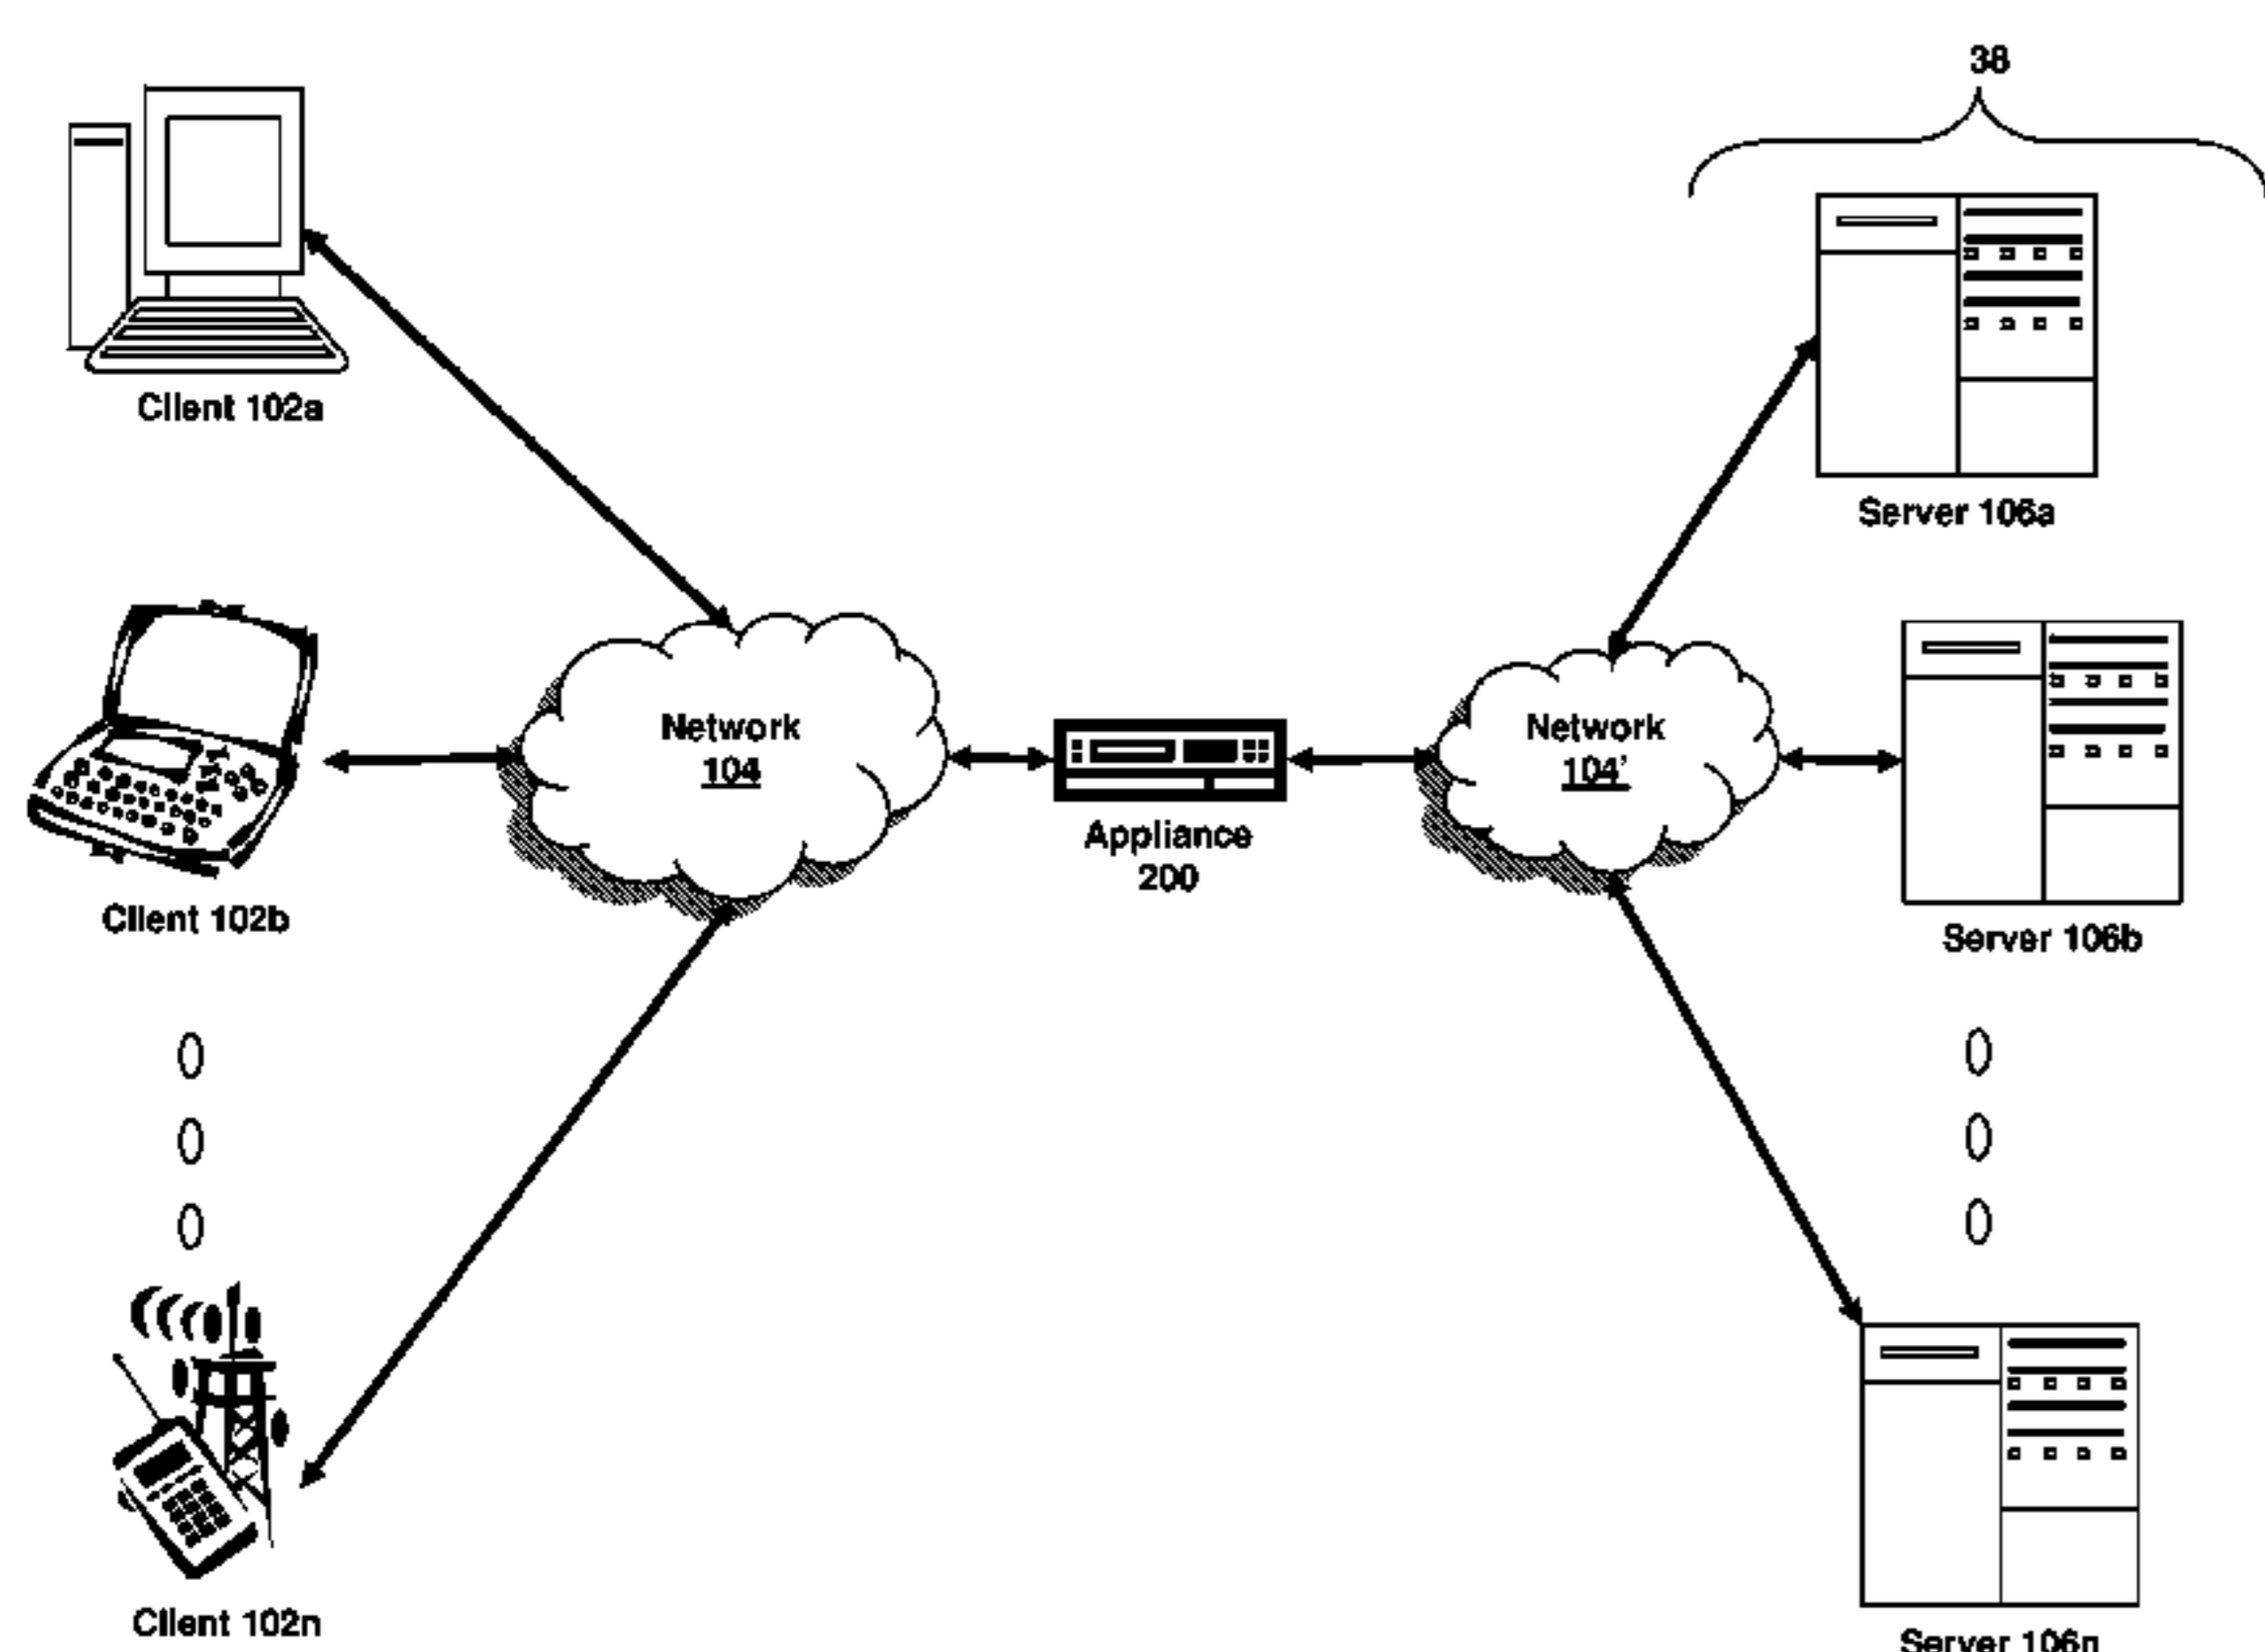 38
Client 102a
Server 106a
Network
104
Network
104'
Appliance
200
Client 102b
Server 106b
Client 102n
Server 106n